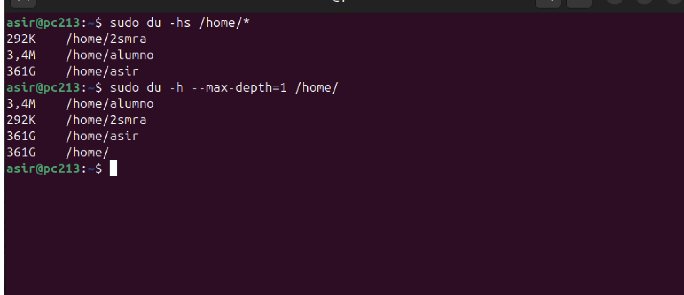 asir@pc213:~$ sudo du -hs /home/*
292K    /home/2smra
3,4M    /home/alumno
361G    /home/asir
asir@pc213:~$ sudo du -h --max-depth=1 /home/
3,4M    /home/alumno
292K    /home/2smra
361G    /home/asir
361G    /home/
asir@pc213:~$